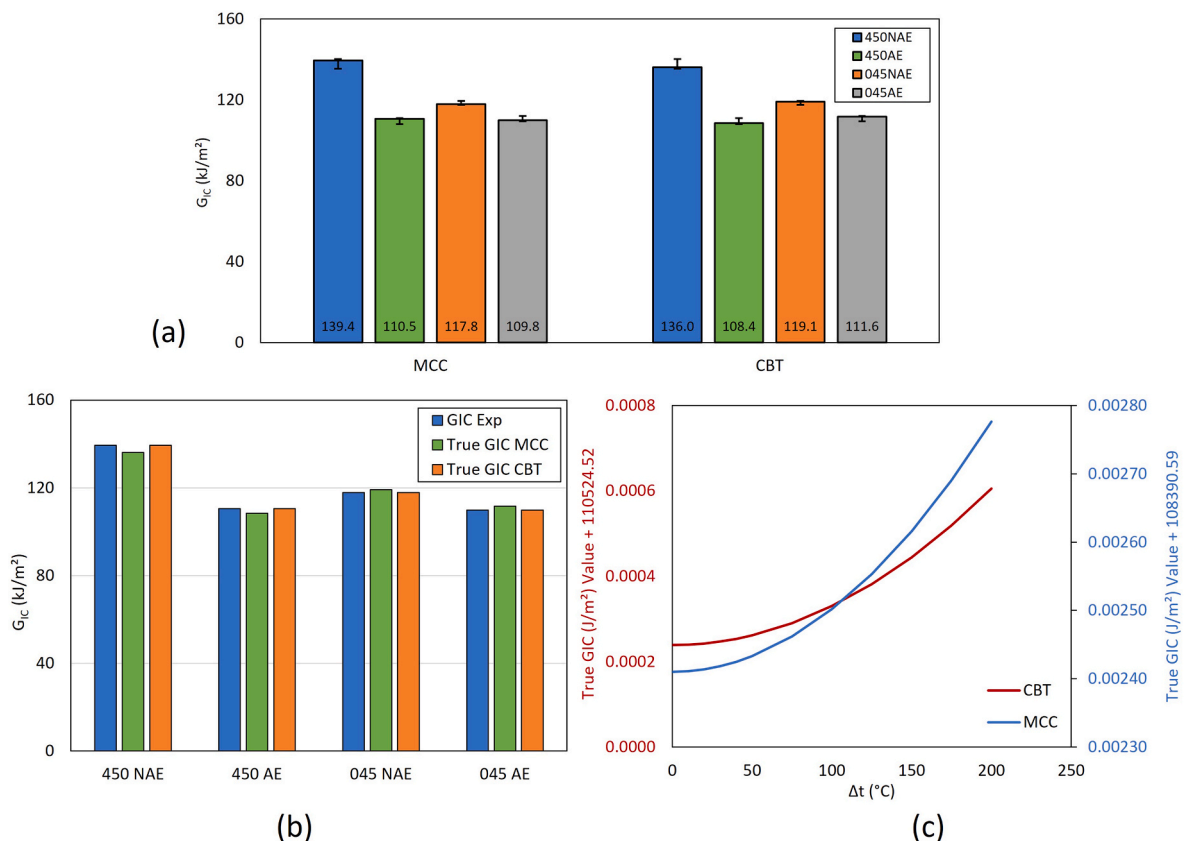 160
120
80
40
0
G_IC (kJ/m²)
450NAE
450AE
045NAE
045AE
139.4 110.5 117.8 109.8 136.0 108.4 119.1 111.6
MCC CBT
(a)
160
120
80
40
0
G_IC (kJ/m²)
GIC Exp
True GIC MCC
True GIC CBT
450 NAE 450 AE 045 NAE 045 AE
(b)
True GIC (J/m²) Value + 110524.52
0.0008
0.0006
0.0004
0.0002
0.0000
CBT
MCC
0.00280
0.00270
0.00260
0.00250
0.00240
0.00230
True GIC (J/m²) Value + 108390.59
0 50 100 150 200 250
Δt (°C)
(c)